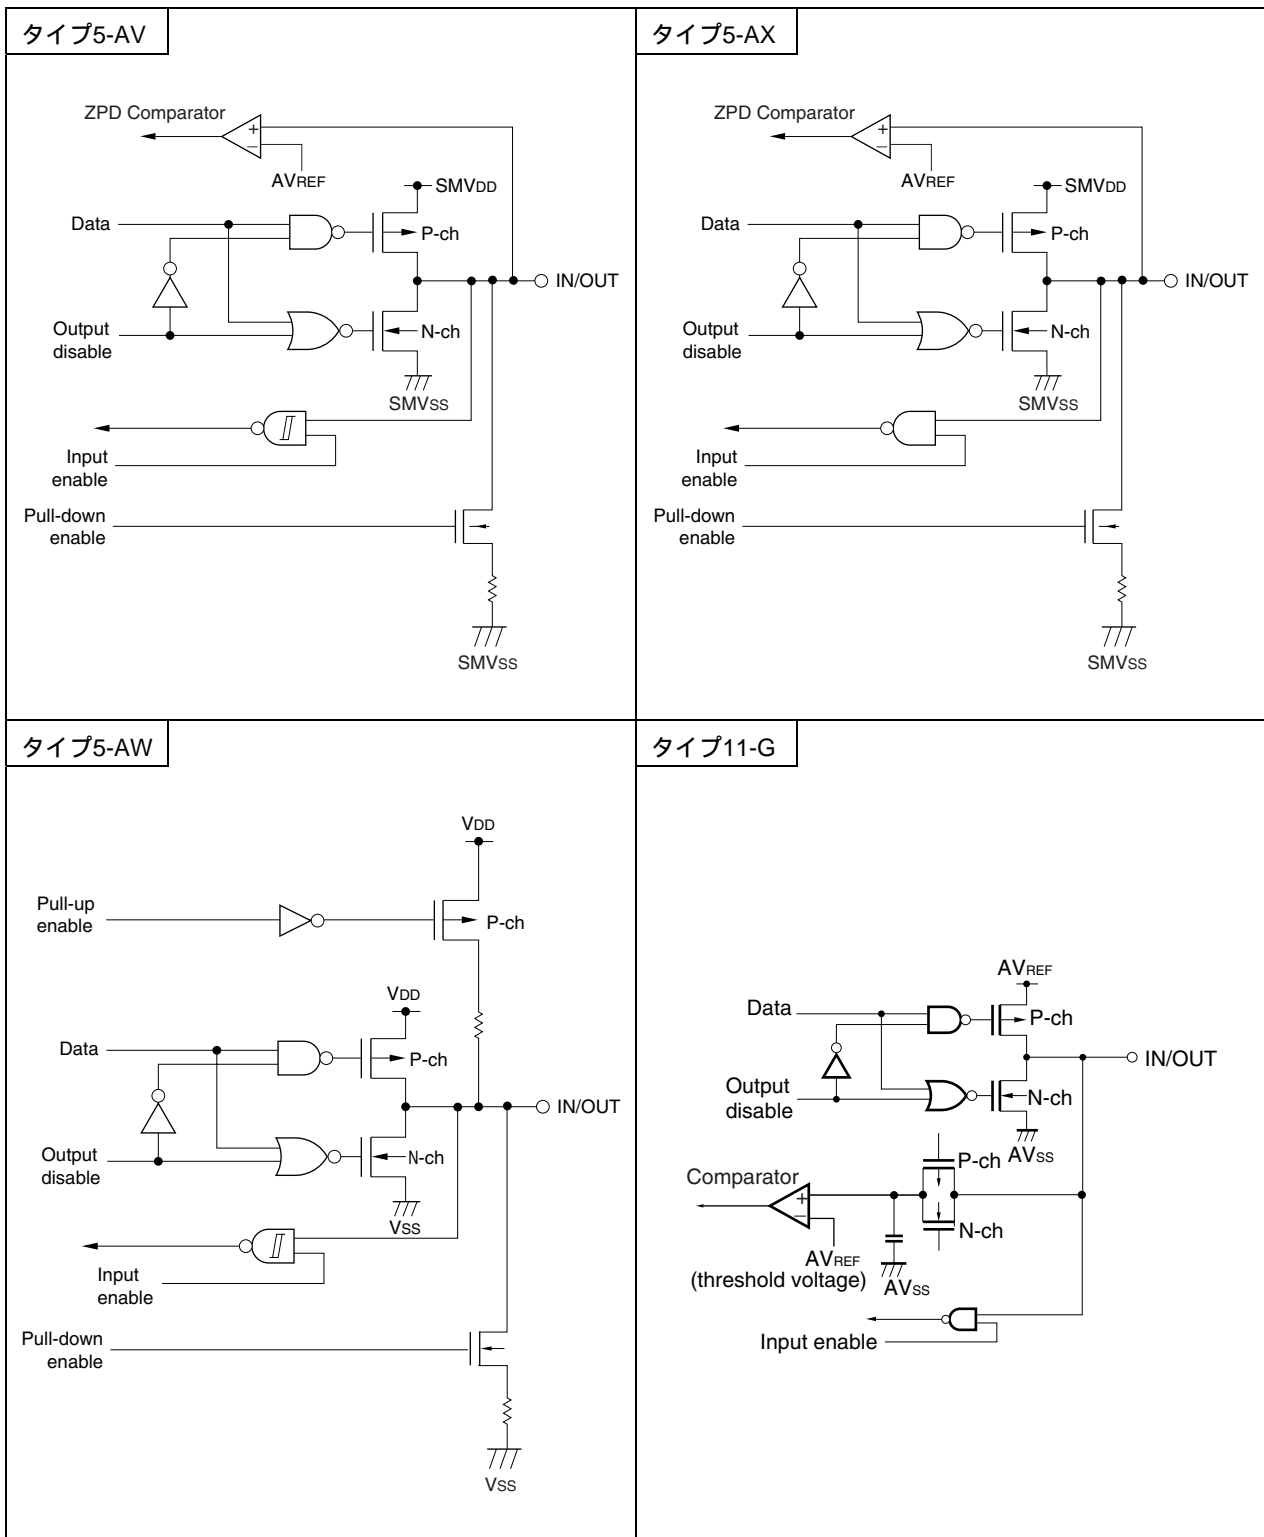 タイプ5-AV
ZPD Comparator
+
−
AVREF
SMVDD
Data
P-ch
IN/OUT
Output
disable
N-ch
SMVSS
Input
enable
Pull-down
enable
SMVSS
タイプ5-AX
ZPD Comparator
+
−
AVREF
SMVDD
Data
P-ch
IN/OUT
Output
disable
N-ch
SMVSS
Input
enable
Pull-down
enable
SMVSS
タイプ5-AW
VDD
Pull-up
enable
P-ch
VDD
Data
P-ch
IN/OUT
Output
disable
N-ch
VSS
Input
enable
Pull-down
enable
VSS
タイプ11-G
AVREF
Data
P-ch
IN/OUT
Output
disable
N-ch
AVSS
P-ch
Comparator
+
−
N-ch
AVREF
(threshold voltage)
AVSS
Input enable